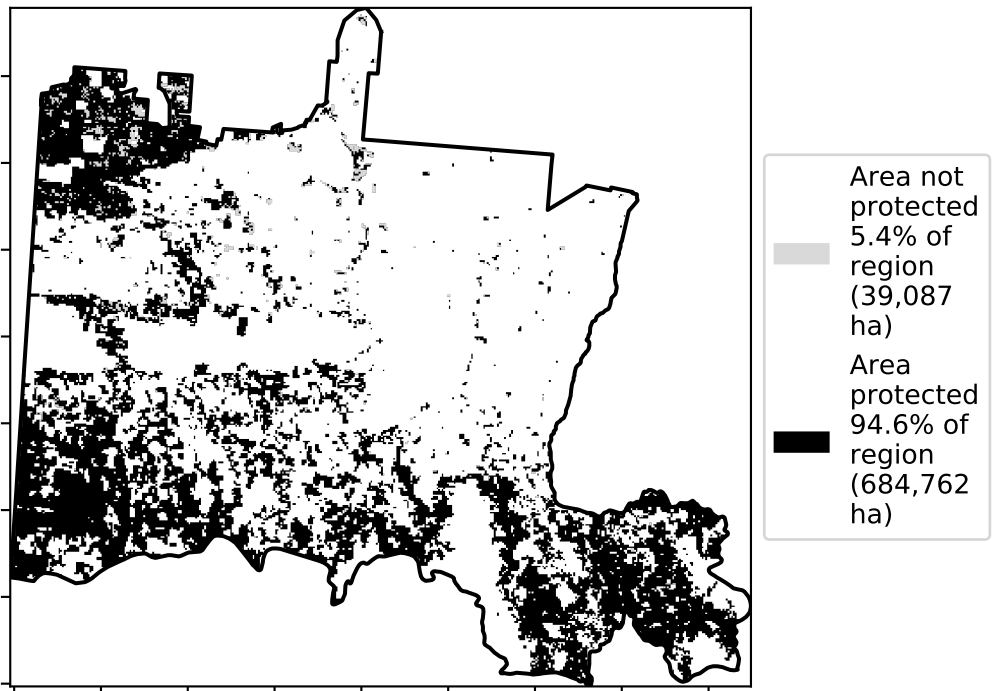 Area not
protected
5.4% of
region
(39,087
ha)
Area
protected
94.6% of
region
(684,762
ha)